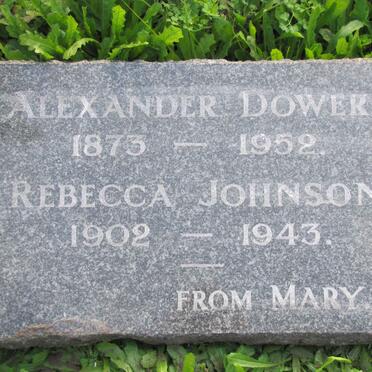 ALEXANDER DOWER
1873 — 1952.
REBECCA JOHNSON
1902 — 1943.
—
FROM MARY.